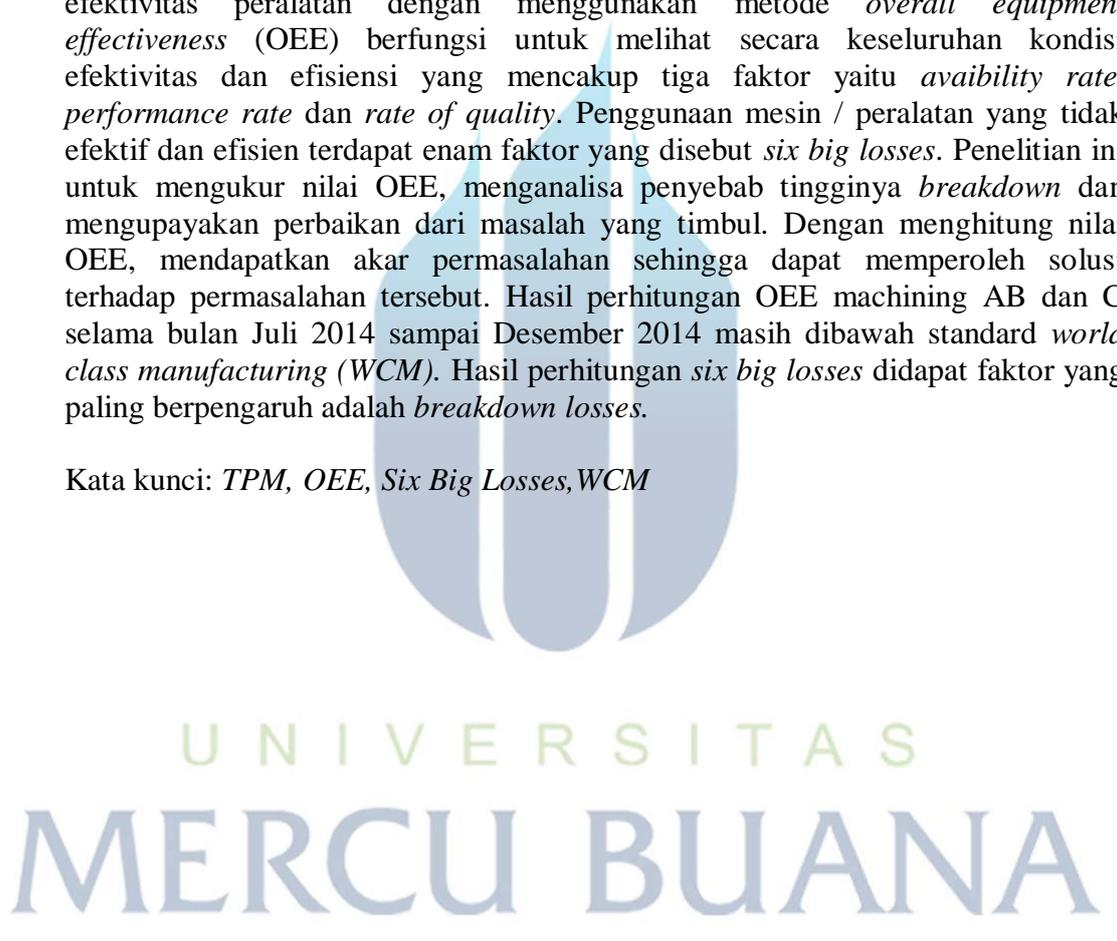 efektivitas peralatan dengan menggunakan metode overall equipmen
effectiveness (OEE) berfungsi untuk melihat secara keseluruhan kondis
efektivitas dan efisiensi yang mencakup tiga faktor yaitu avaibility rate
performance rate dan rate of quality. Penggunaan mesin / peralatan yang tidak
efektif dan efisien terdapat enam faktor yang disebut six big losses. Penelitian in
untuk mengukur nilai OEE, menganalisa penyebab tingginya breakdown dan
mengupayakan perbaikan dari masalah yang timbul. Dengan menghitung nila
OEE, mendapatkan akar permasalahan sehingga dapat memperoleh solus
terhadap permasalahan tersebut. Hasil perhitungan OEE machining AB dan C
selama bulan Juli 2014 sampai Desember 2014 masih dibawah standard world
class manufacturing (WCM). Hasil perhitungan six big losses didapat faktor yang
paling berpengaruh adalah breakdown losses.
Kata kunci: TPM, OEE, Six Big Losses,WCM
UNIVERSITAS
MERCU BUANA